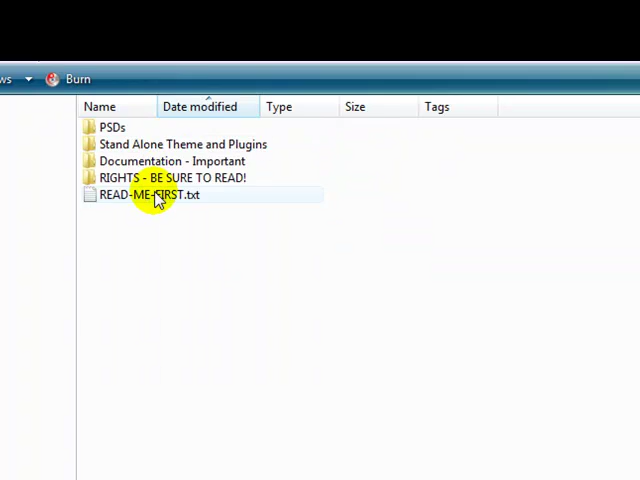 ws Burn
Name Date modified Type Size Tags
PSDs
Stand Alone Theme and Plugins
Documentation - Important
RIGHTS - BE SURE TO READ!
READ-ME-FIRST.txt